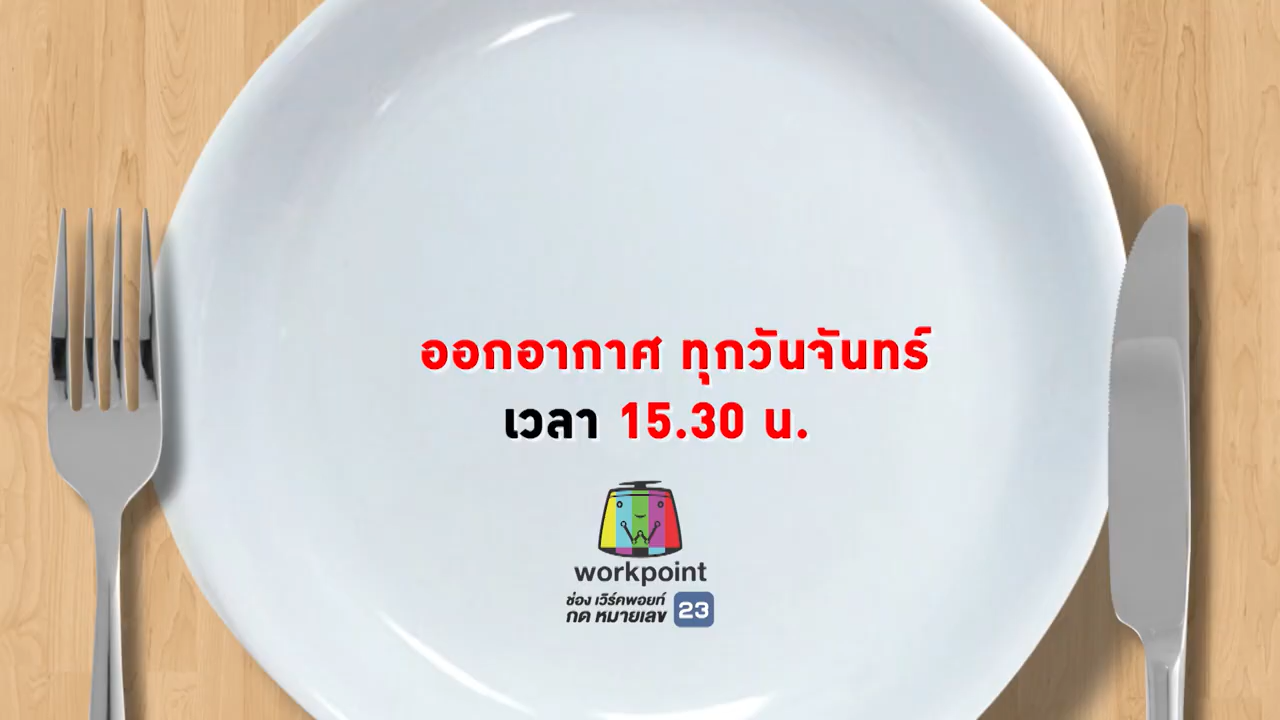 ออกอากาศ ทุกวันจันทร์
เวลา 15.30 น.
workpoint
ช่อง เวิร์คพอยท์
กด หมายเลข 23